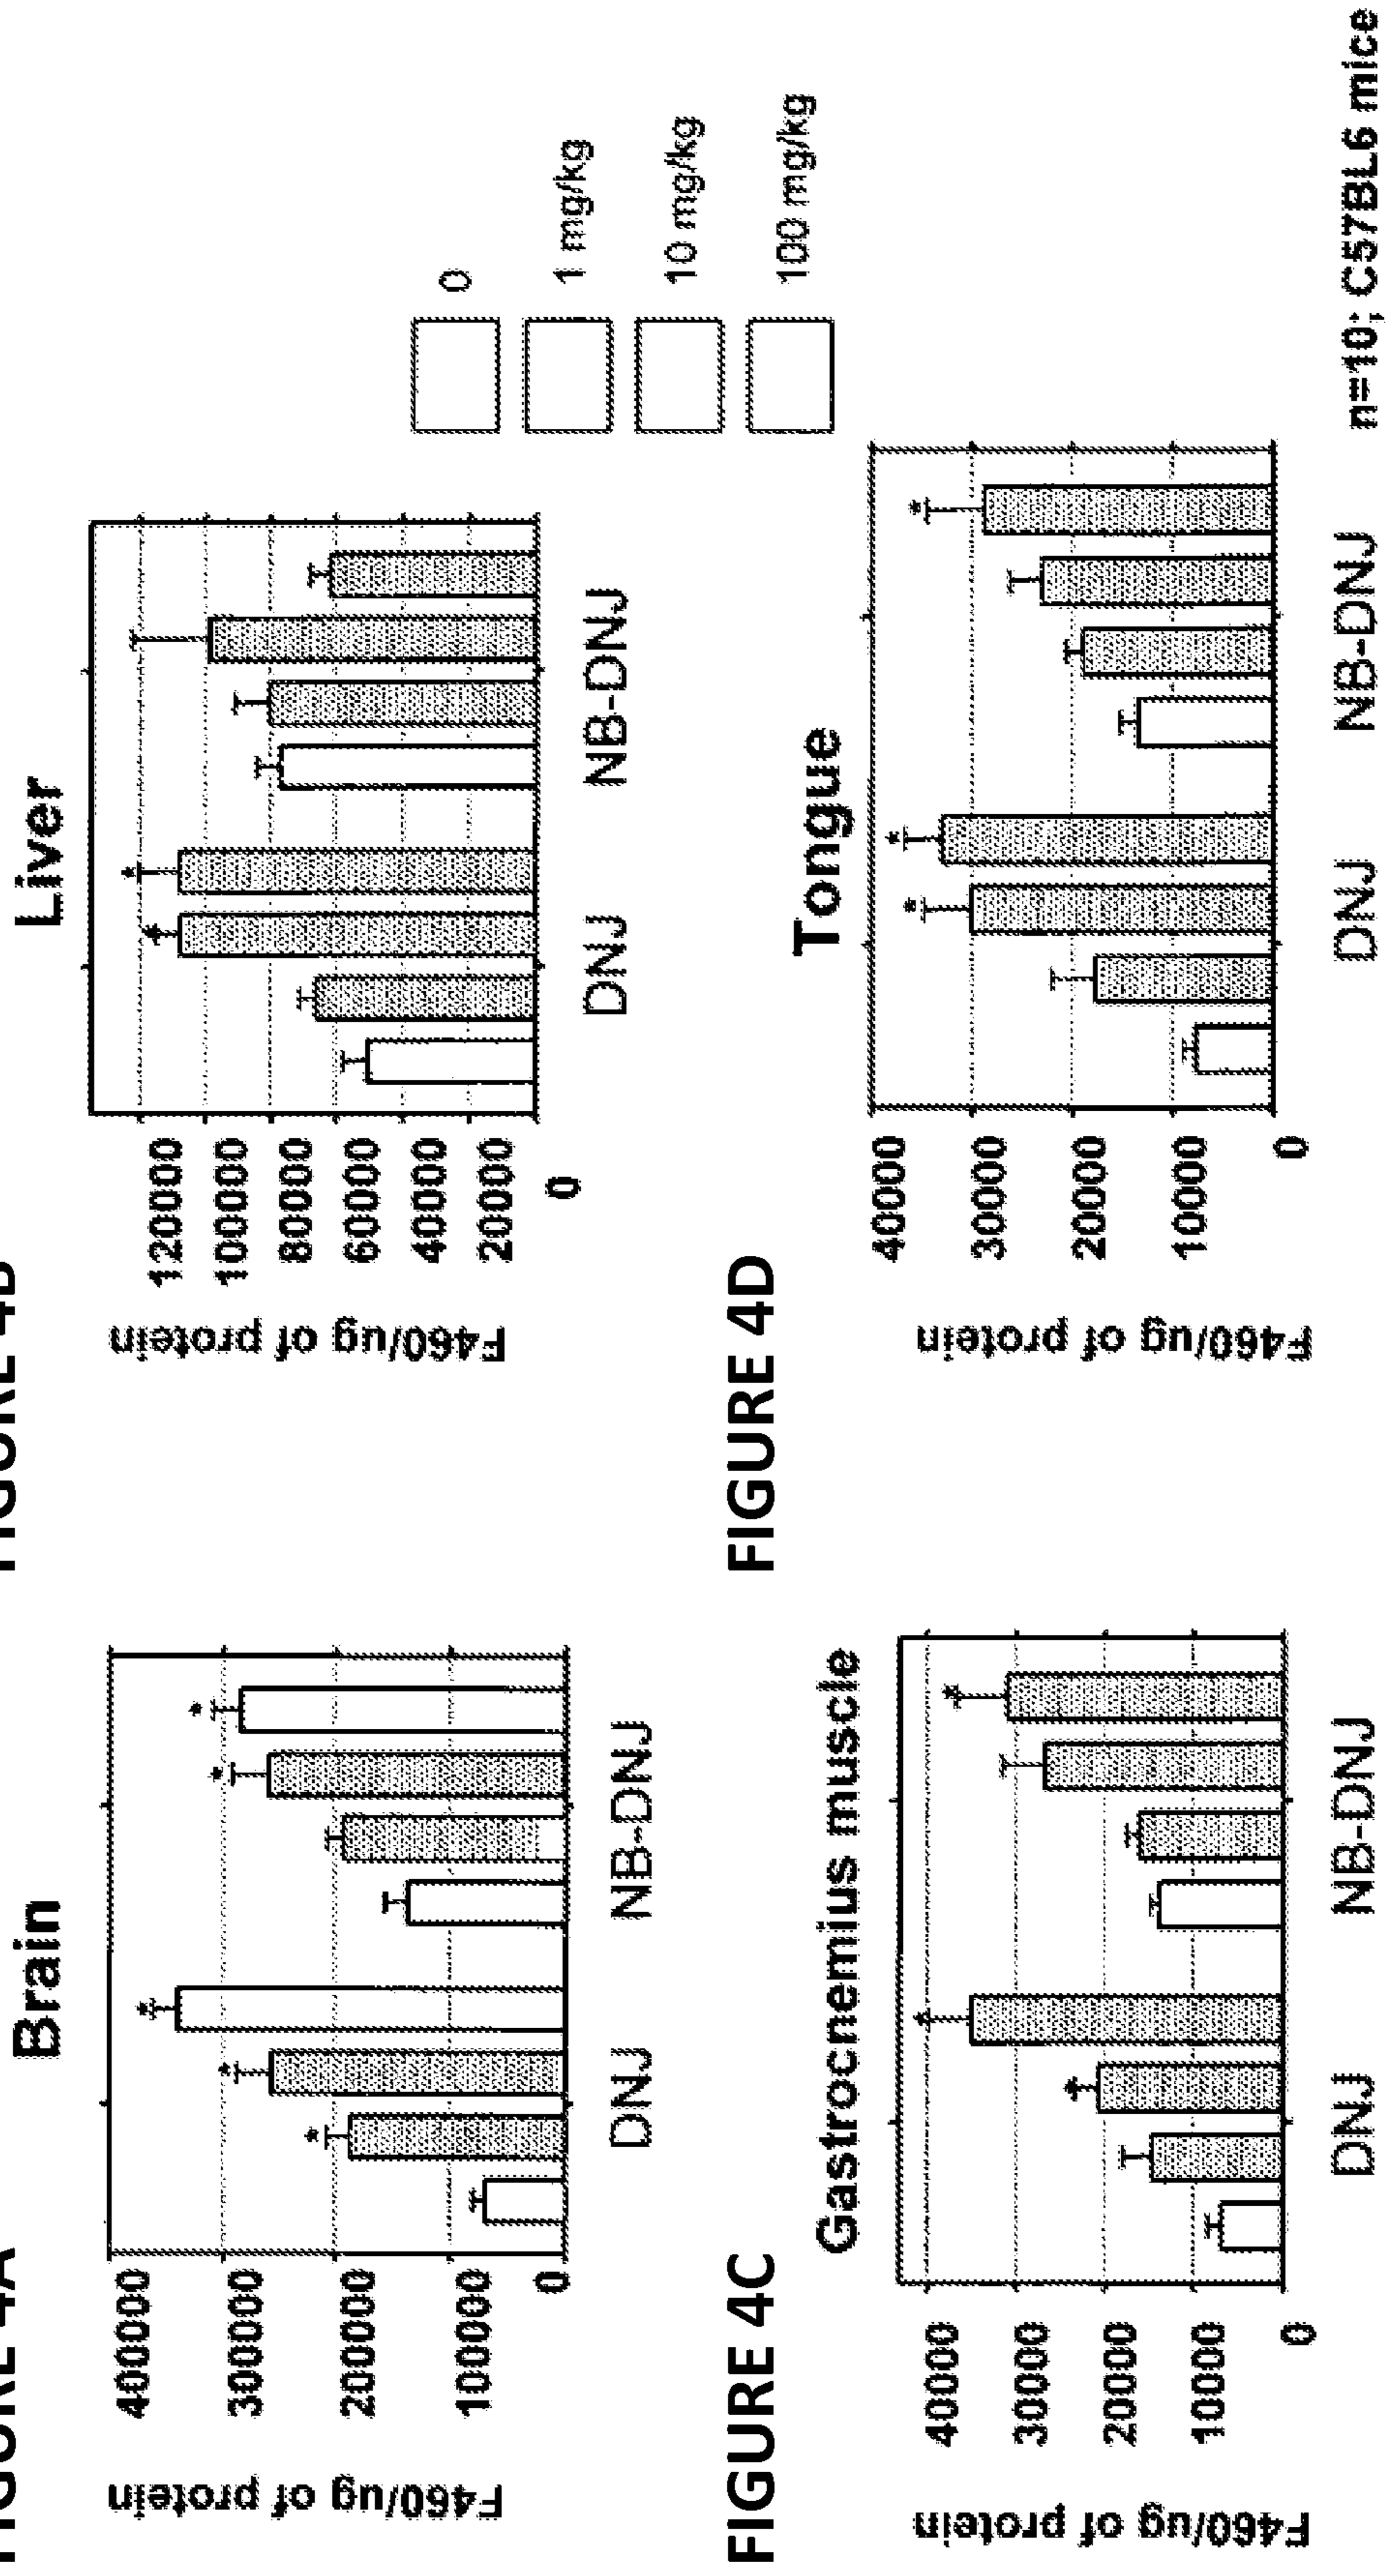 FIGURE 4A
Brain
F460/ug of protein
400000
300000
200000
100000
0
DNJ
NB-DNJ
FIGURE 4B
Liver
F460/ug of protein
120000
100000
80000
60000
40000
20000
0
DNJ
NB-DNJ
0
1 mg/kg
10 mg/kg
100 mg/kg
FIGURE 4C
Gastrocnemius muscle
F460/ug of protein
40000
30000
20000
10000
0
DNJ
NB-DNJ
FIGURE 4D
Tongue
F460/ug of protein
40000
30000
20000
10000
0
DNJ
NB-DNJ
n=10; C57BL6 mice